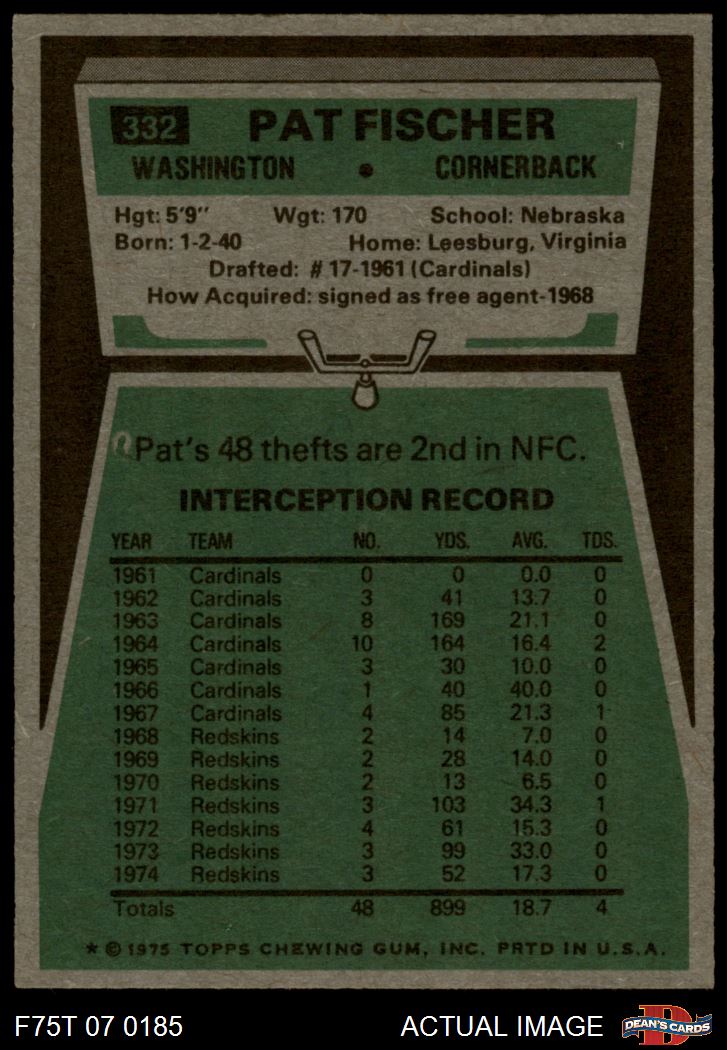 332 PAT FISCHER
WASHINGTON • CORNERBACK
Hgt: 5'9" Wgt: 170 School: Nebraska
Born: 1-2-40 Home: Leesburg, Virginia
Drafted: #17-1961 (Cardinals)
How Acquired: signed as free agent-1968
Pat's 48 thefts are 2nd in NFC.
INTERCEPTION RECORD
YEAR TEAM NO. YDS. AVG. TDS.
1961 Cardinals 0 0 0.0 0
1962 Cardinals 3 41 13.7 0
1963 Cardinals 8 169 21.1 0
1964 Cardinals 10 164 16.4 2
1965 Cardinals 3 30 10.0 0
1966 Cardinals 1 40 40.0 0
1967 Cardinals 4 85 21.3 1
1968 Redskins 2 14 7.0 0
1969 Redskins 2 28 14.0 0
1970 Redskins 2 13 6.5 0
1971 Redskins 3 103 34.3 1
1972 Redskins 4 61 15.3 0
1973 Redskins 3 99 33.0 0
1974 Redskins 3 52 17.3 0
Totals 48 899 18.7 4
* © 1975 TOPPS CHEWING GUM, INC. PRTD IN U.S.A.
F75T 07 0185 ACTUAL IMAGE DEAN'S CARDS